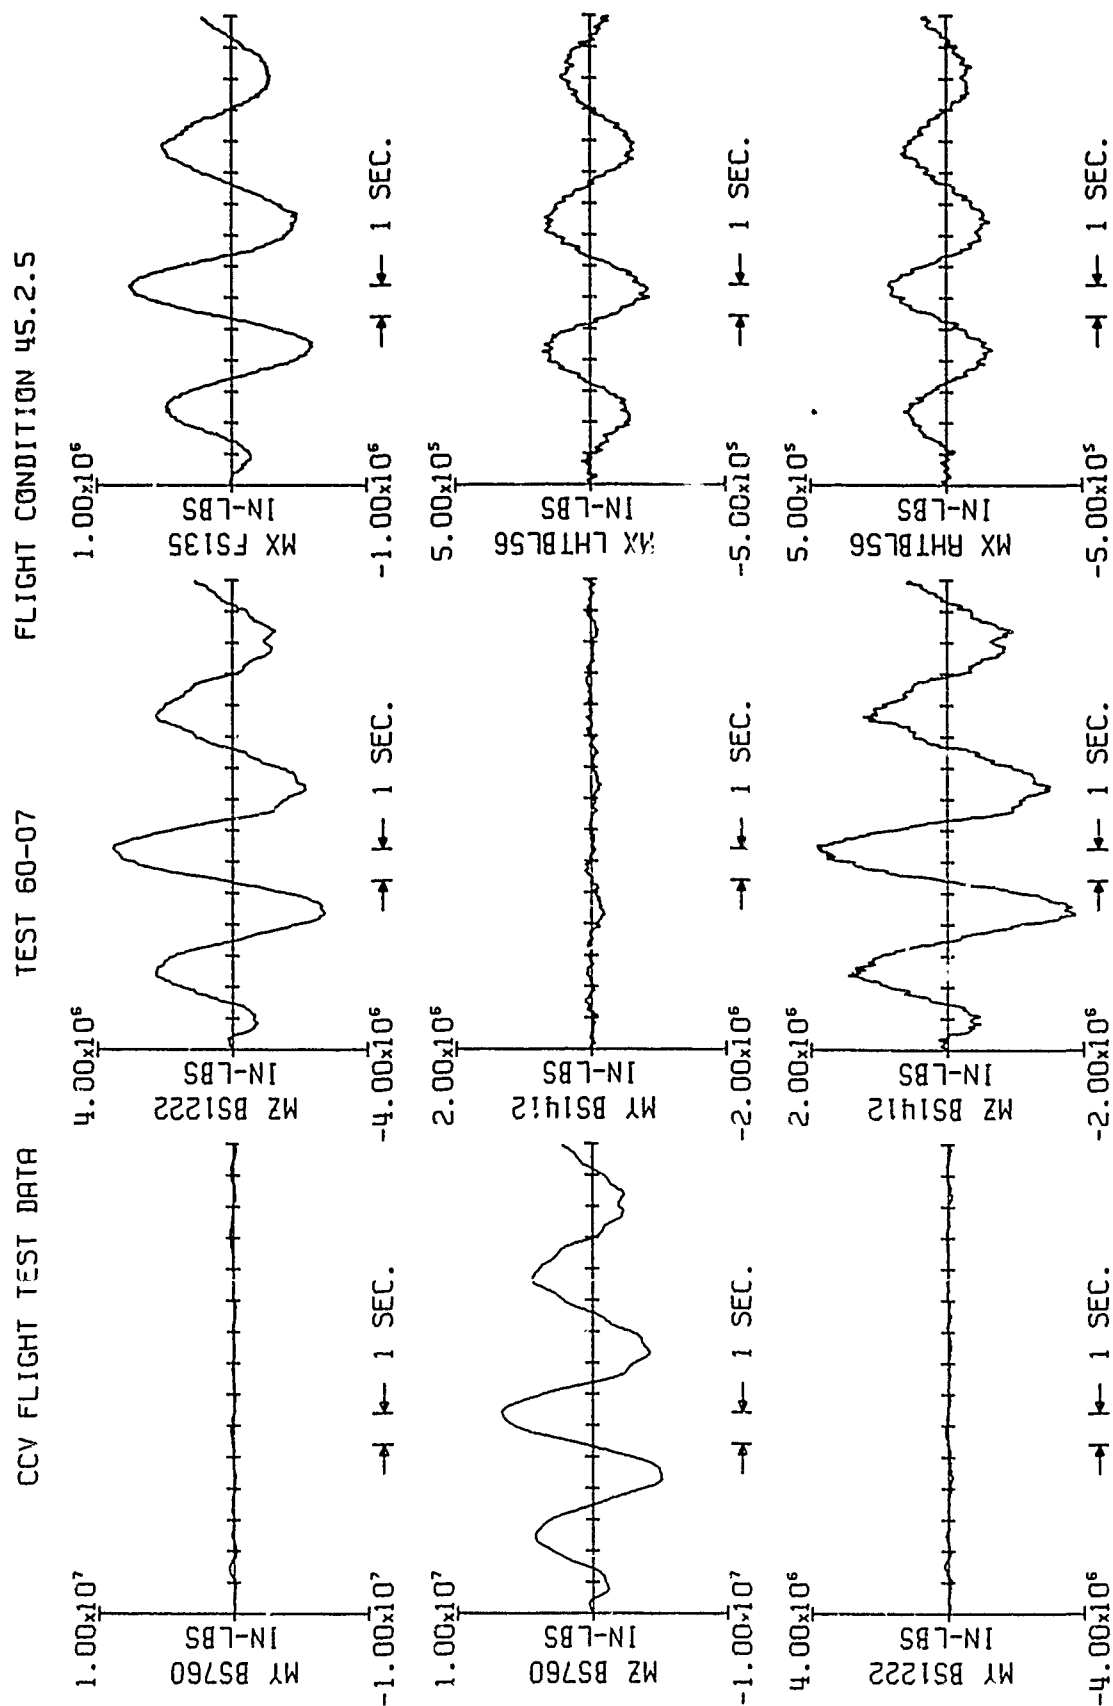 CCV FLIGHT TEST DATA TEST 60-07 FLIGHT CONDITION 45.2.5
1.00x10⁷
MY BS760
IN-LBS
-1.00x10⁷
1 SEC.
4.00x10⁶
MZ BS1222
IN-LBS
-4.00x10⁶
1 SEC.
1.00x10⁶
MX FS135
IN-LBS
-1.00x10⁶
1 SEC.
1.00x10⁷
MZ BS760
IN-LBS
-1.00x10⁷
1 SEC.
2.00x10⁶
MY BS1412
IN-LBS
-2.00x10⁶
1 SEC.
5.00x10⁵
MX LHTBL56
IN-LBS
-5.00x10⁵
1 SEC.
4.00x10⁶
MY BS1222
IN-LBS
-4.00x10⁶
1 SEC.
2.00x10⁶
MZ BS1412
IN-LBS
-2.00x10⁶
1 SEC.
5.00x10⁵
MX RHTBL56
IN-LBS
-5.00x10⁵
1 SEC.